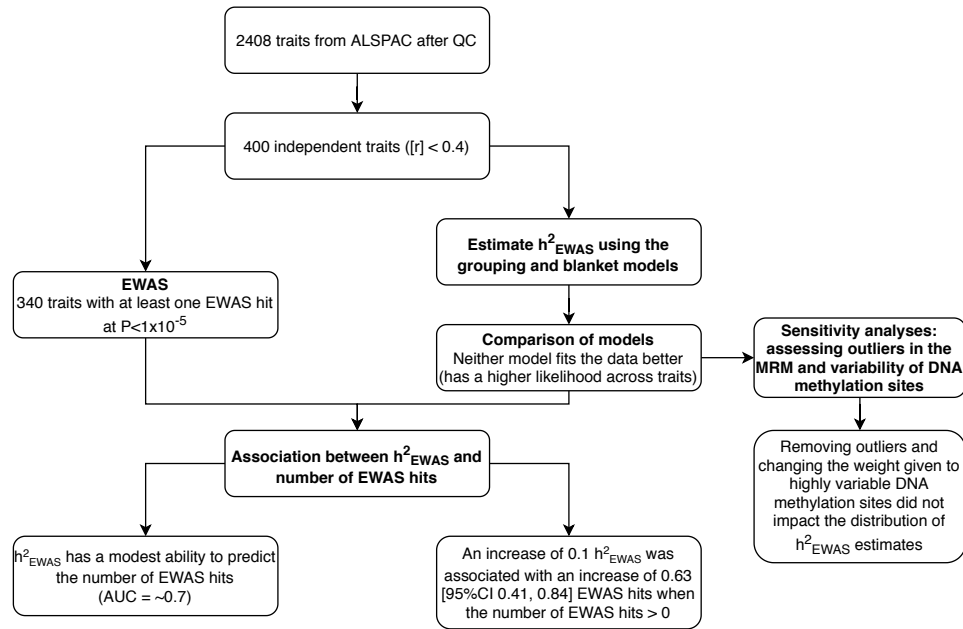 2408 traits from ALSPAC after QC
400 independent traits ([r] < 0.4)
Estimate h²EWAS using the
grouping and blanket models
EWAS
340 traits with at least one EWAS hit
at P<1x10⁻⁵
Comparison of models
Neither model fits the data better
(has a higher likelihood across traits)
Sensitivity analyses:
assessing outliers in the
MRM and variability of DNA
methylation sites
Association between h²EWAS and
number of EWAS hits
Removing outliers and
changing the weight given to
highly variable DNA
methylation sites did not
impact the distribution of
h²EWAS estimates
h²EWAS has a modest ability to predict
the number of EWAS hits
(AUC = ~0.7)
An increase of 0.1 h²EWAS was
associated with an increase of 0.63
[95%CI 0.41, 0.84] EWAS hits when
the number of EWAS hits > 0